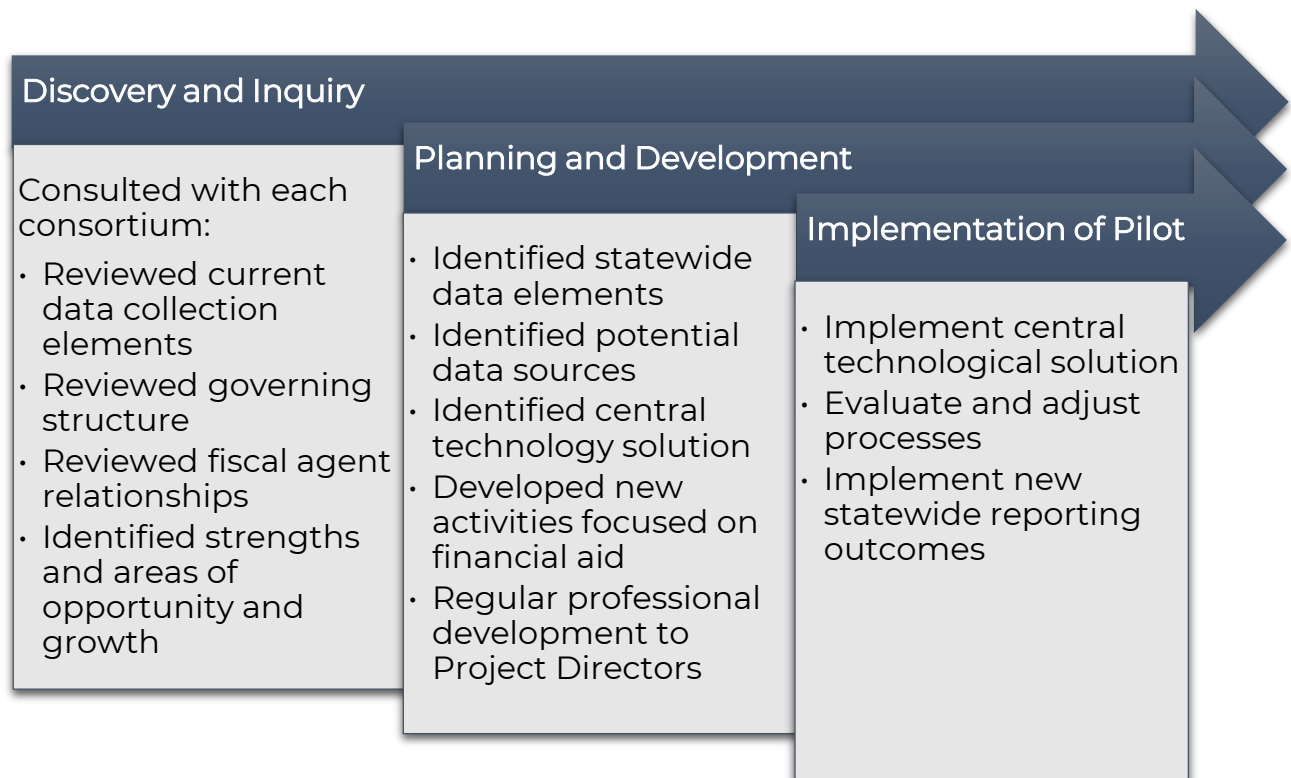 Discovery and Inquiry
Consulted with each
consortium:
• Reviewed current
data collection
elements
• Reviewed governing
structure
• Reviewed fiscal agent
relationships
• Identified strengths
and areas of
opportunity and
growth
Planning and Development
• Identified statewide
data elements
• Identified potential
data sources
• Identified central
technology solution
• Developed new
activities focused on
financial aid
• Regular professional
development to
Project Directors
Implementation of Pilot
• Implement central
technological solution
• Evaluate and adjust
processes
• Implement new
statewide reporting
outcomes